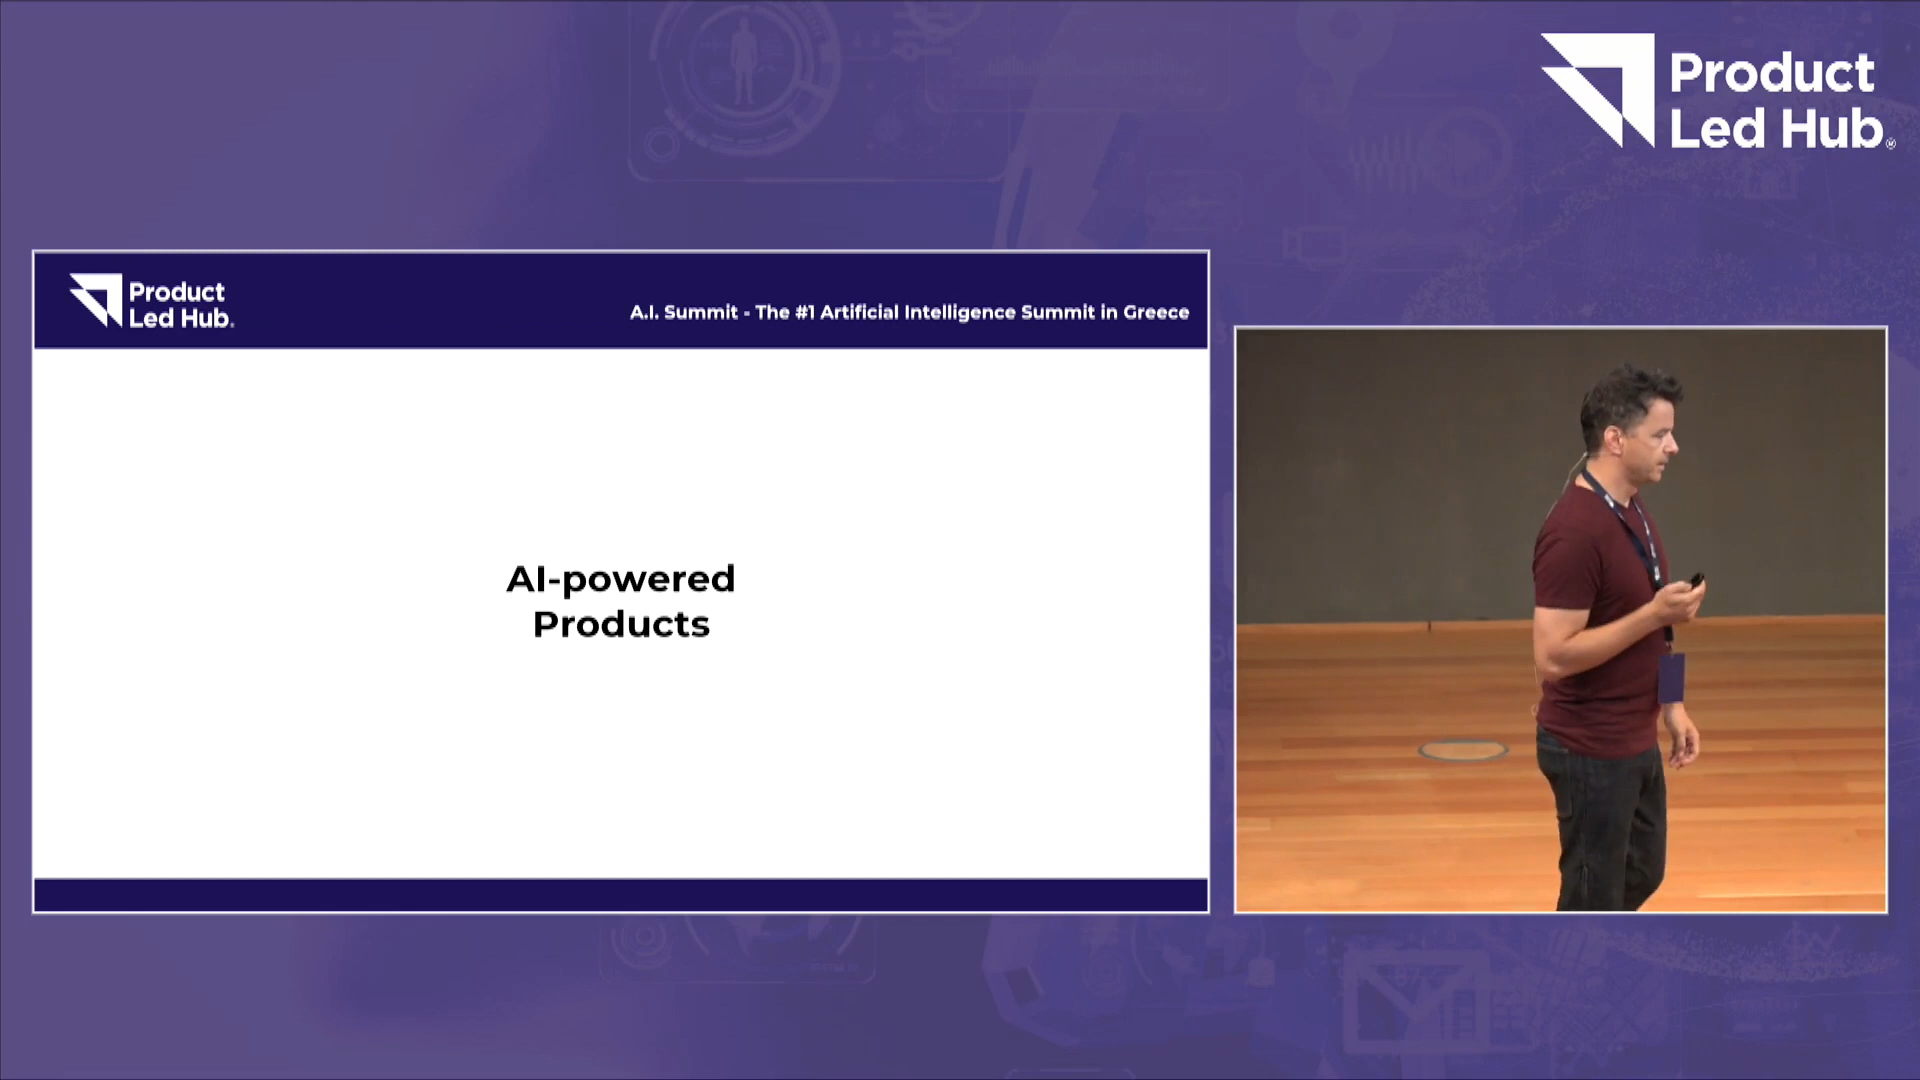 Product
Led Hub
Product
Led Hub
A.I. Summit - The #1 Artificial Intelligence Summit in Greece
AI-powered
Products